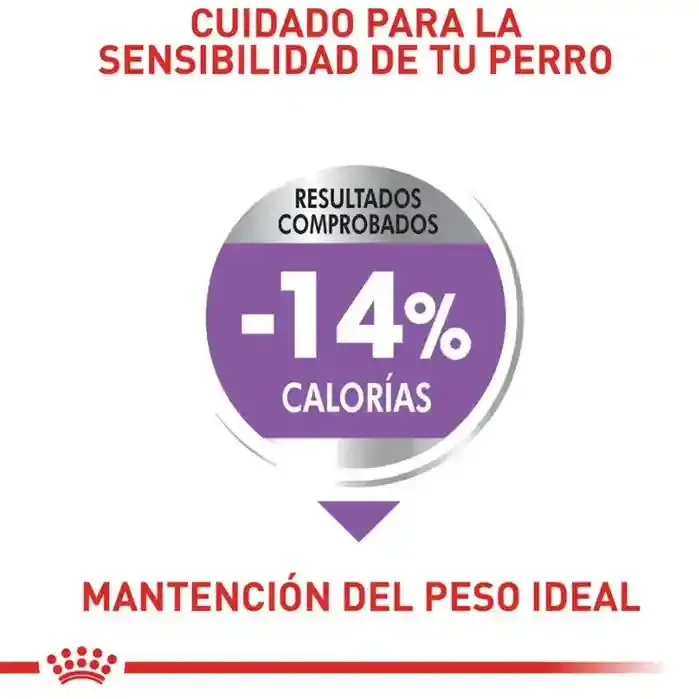 CUIDADO PARA LA
SENSIBILIDAD DE TU PERRO
RESULTADOS
COMPROBADOS
-14%
CALORÍAS
MANTENCIÓN DEL PESO IDEAL